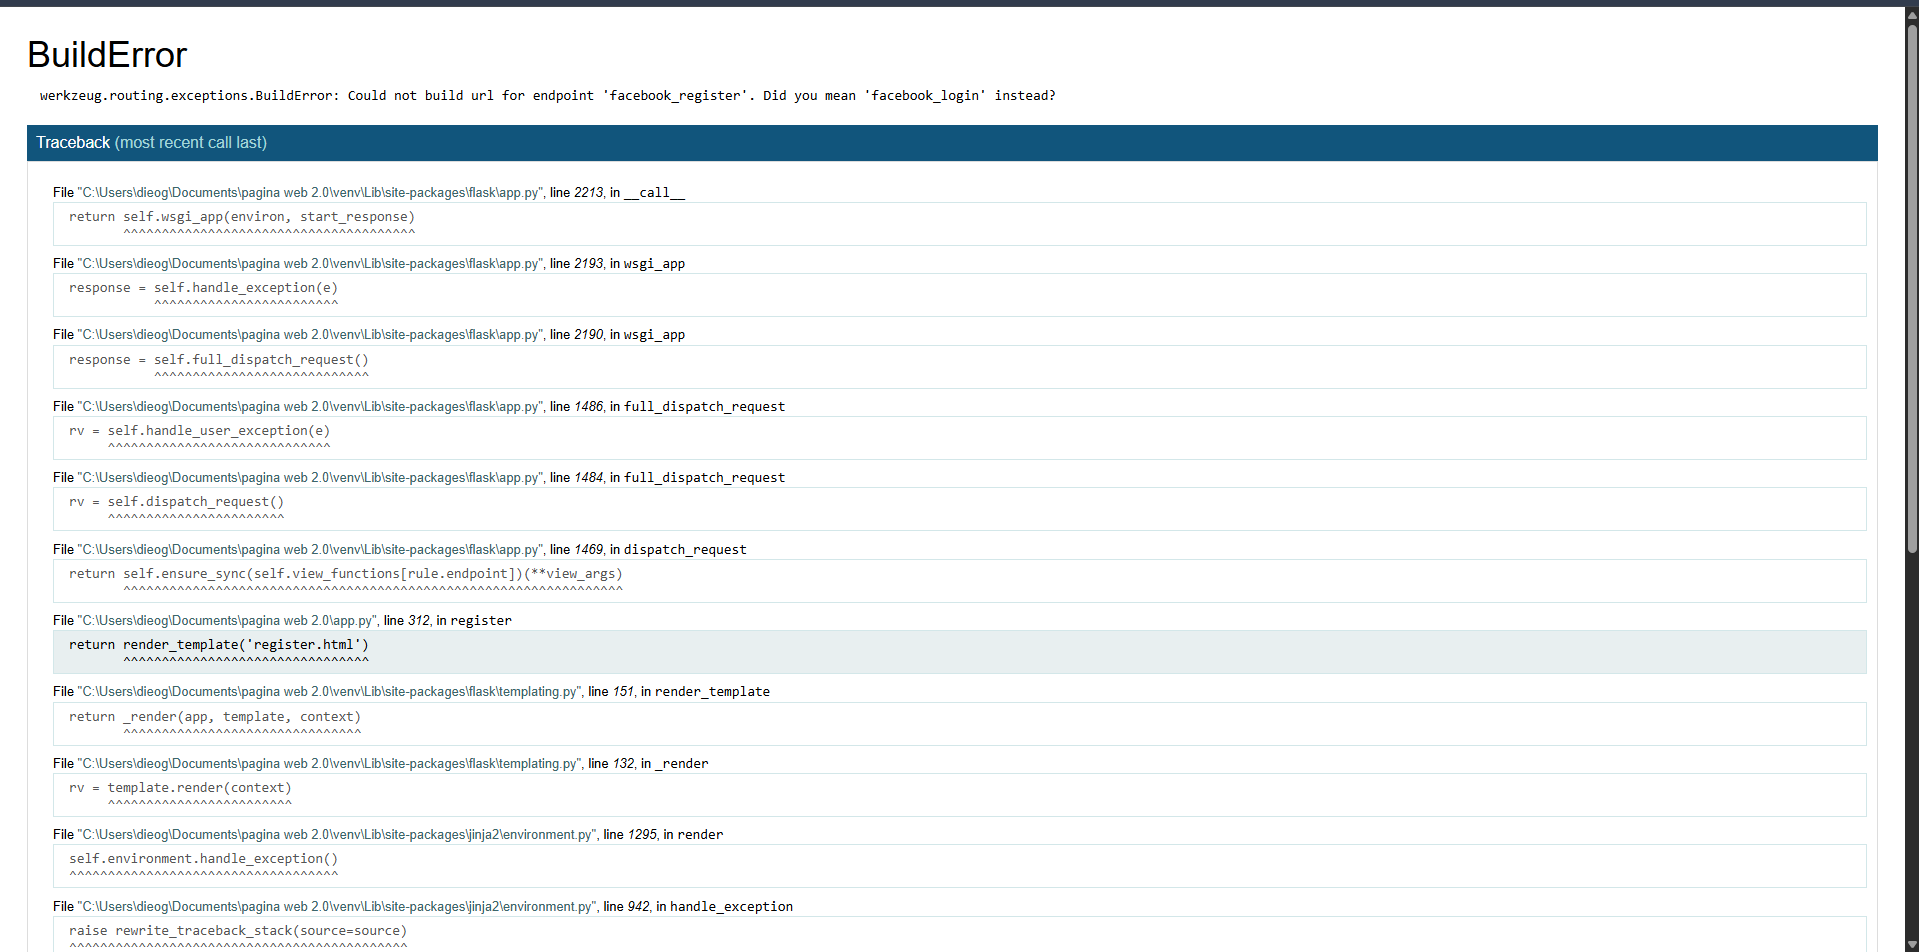 BuildError
werkzeug.routing.exceptions.BuildError: Could not build url for endpoint 'facebook_register'. Did you mean 'facebook_login' instead?
Traceback (most recent call last)
File "C:\Users\dieog\Documents\pagina web 2.0\venv\Lib\site-packages\flask\app.py", line 2213, in __call__
return self.wsgi_app(environ, start_response)
^^^^^^^^^^^^^^^^^^^^^^^^^^^^^^^^^^^^^^
File "C:\Users\dieog\Documents\pagina web 2.0\venv\Lib\site-packages\flask\app.py", line 2193, in wsgi_app
response = self.handle_exception(e)
^^^^^^^^^^^^^^^^^^^^^^^^
File "C:\Users\dieog\Documents\pagina web 2.0\venv\Lib\site-packages\flask\app.py", line 2190, in wsgi_app
response = self.full_dispatch_request()
^^^^^^^^^^^^^^^^^^^^^^^^^^^^
File "C:\Users\dieog\Documents\pagina web 2.0\venv\Lib\site-packages\flask\app.py", line 1486, in full_dispatch_request
rv = self.handle_user_exception(e)
^^^^^^^^^^^^^^^^^^^^^^^^^^^^^
File "C:\Users\dieog\Documents\pagina web 2.0\venv\Lib\site-packages\flask\app.py", line 1484, in full_dispatch_request
rv = self.dispatch_request()
^^^^^^^^^^^^^^^^^^^^^^^
File "C:\Users\dieog\Documents\pagina web 2.0\venv\Lib\site-packages\flask\app.py", line 1469, in dispatch_request
return self.ensure_sync(self.view_functions[rule.endpoint])(**view_args)
^^^^^^^^^^^^^^^^^^^^^^^^^^^^^^^^^^^^^^^^^^^^^^^^^^^^^^^^^^^^^^^^^
File "C:\Users\dieog\Documents\pagina web 2.0\app.py", line 312, in register
return render_template('register.html')
^^^^^^^^^^^^^^^^^^^^^^^^^^^^^^^^
File "C:\Users\dieog\Documents\pagina web 2.0\venv\Lib\site-packages\flask\templating.py", line 151, in render_template
return _render(app, template, context)
^^^^^^^^^^^^^^^^^^^^^^^^^^^^^^^
File "C:\Users\dieog\Documents\pagina web 2.0\venv\Lib\site-packages\flask\templating.py", line 132, in _render
rv = template.render(context)
^^^^^^^^^^^^^^^^^^^^^^^^
File "C:\Users\dieog\Documents\pagina web 2.0\venv\Lib\site-packages\jinja2\environment.py", line 1295, in render
self.environment.handle_exception()
^^^^^^^^^^^^^^^^^^^^^^^^^^^^^^^^^^^
File "C:\Users\dieog\Documents\pagina web 2.0\venv\Lib\site-packages\jinja2\environment.py", line 942, in handle_exception
raise rewrite_traceback_stack(source=source)
^^^^^^^^^^^^^^^^^^^^^^^^^^^^^^^^^^^^^^^^^^^^